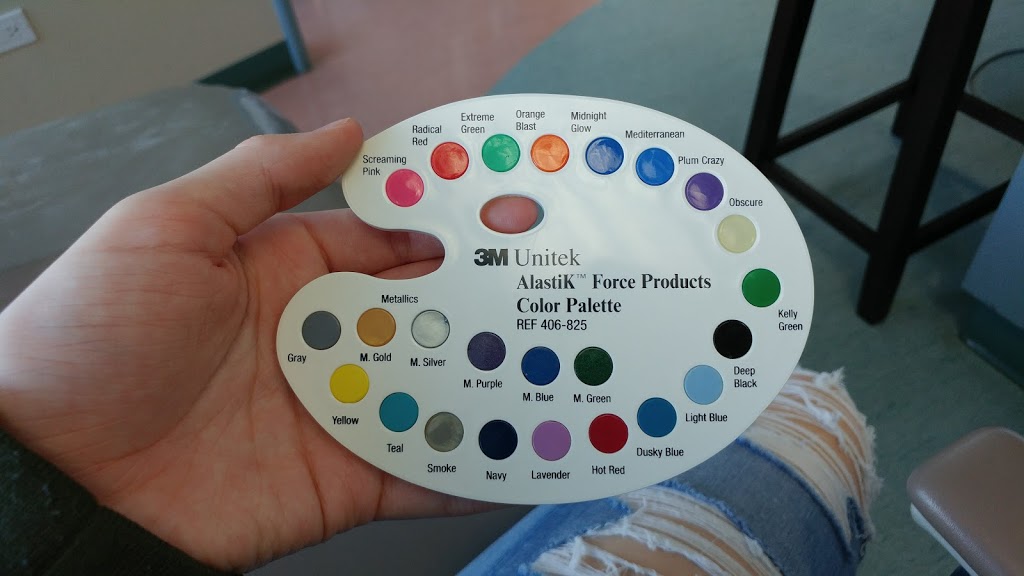 Screaming
Pink
Radical
Red
Extreme
Green
Orange
Blast
Midnight
Glow
Mediterranean
Plum Crazy
Obscure
3M Unitek
AlastiK™ Force Products
Color Palette
REF 406-825
Kelly
Green
Deep
Black
Light Blue
Dusky Blue
Hot Red
Lavender
Navy
Smoke
Teal
Yellow
Gray
Metallics
M. Gold
M. Silver
M. Purple
M. Blue
M. Green